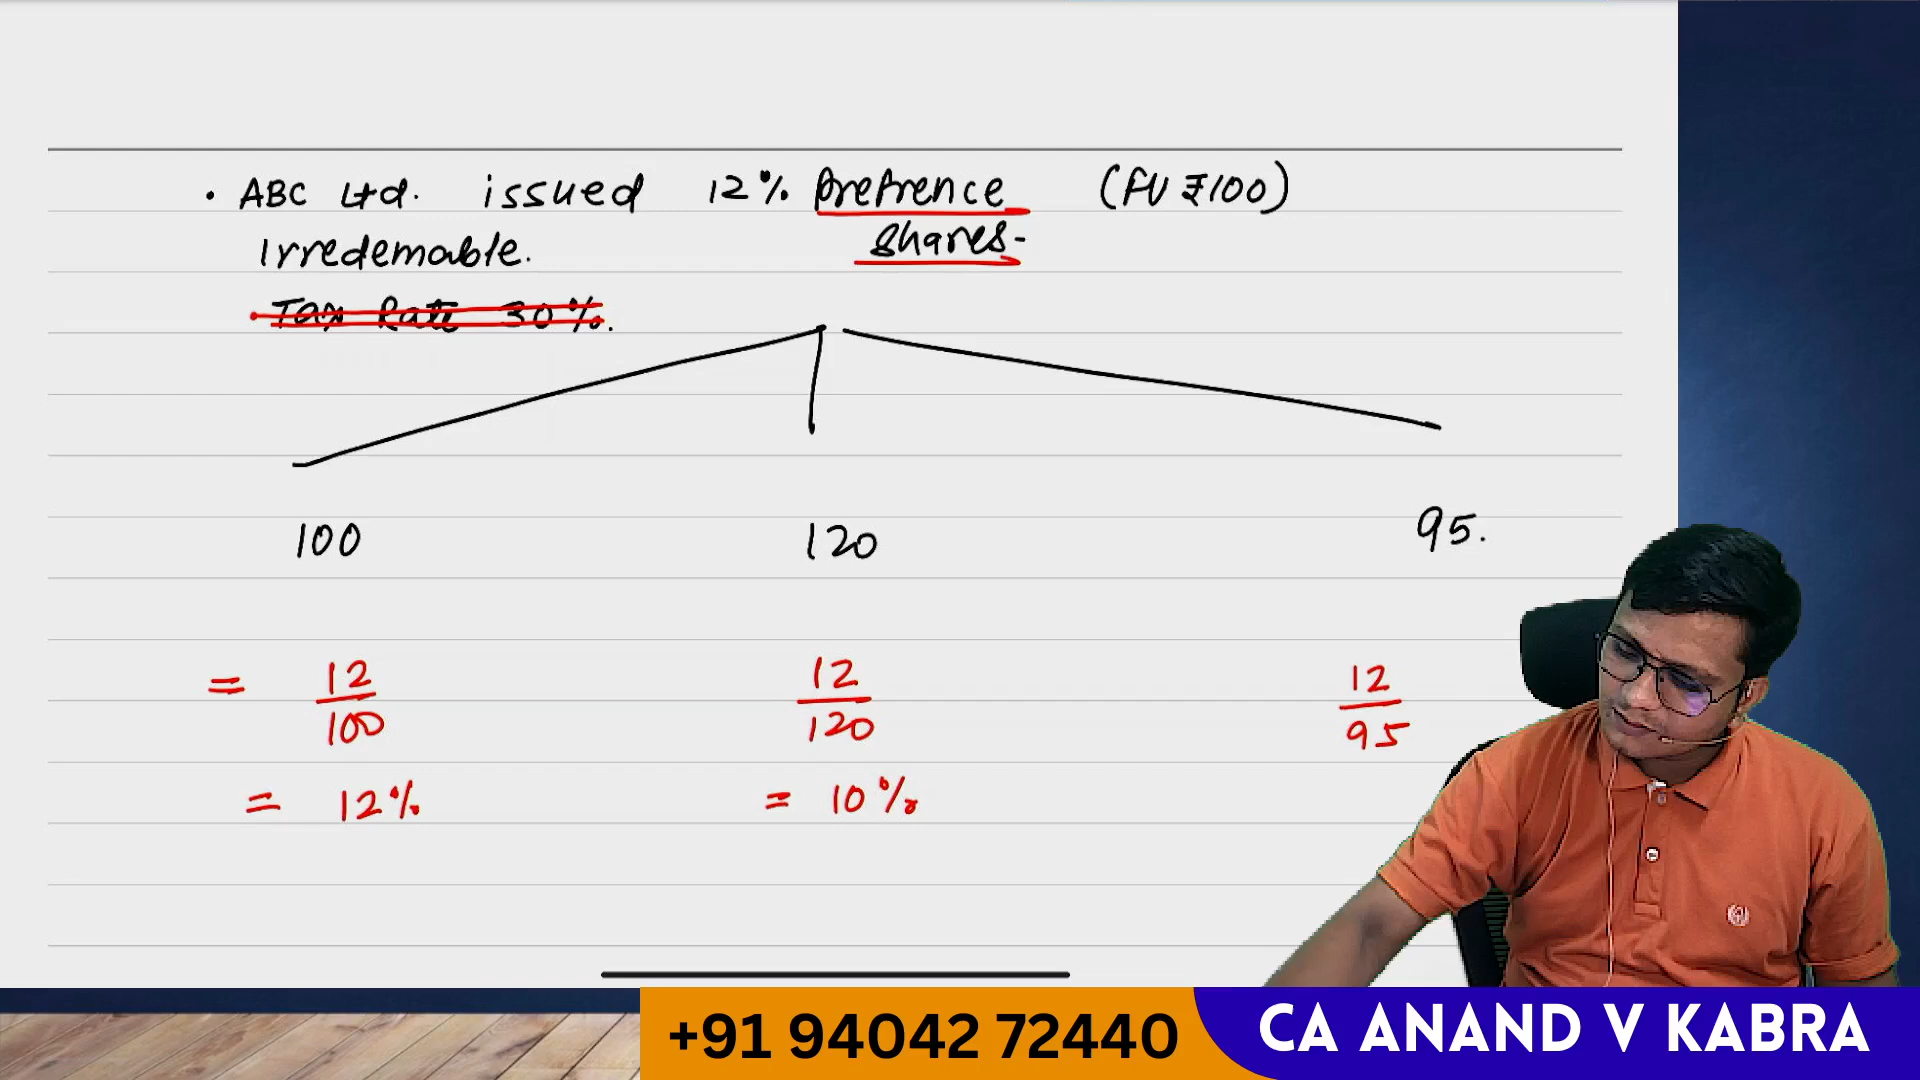 • ABC Ltd. issued 12% Prefrence (FV ₹100)
Irredemable. Shares-
• Tax Rate 30%.
100 120 95.
= 12/100 12/120 12/95
= 12% = 10%
+91 94042 72440 CA ANAND V KABRA